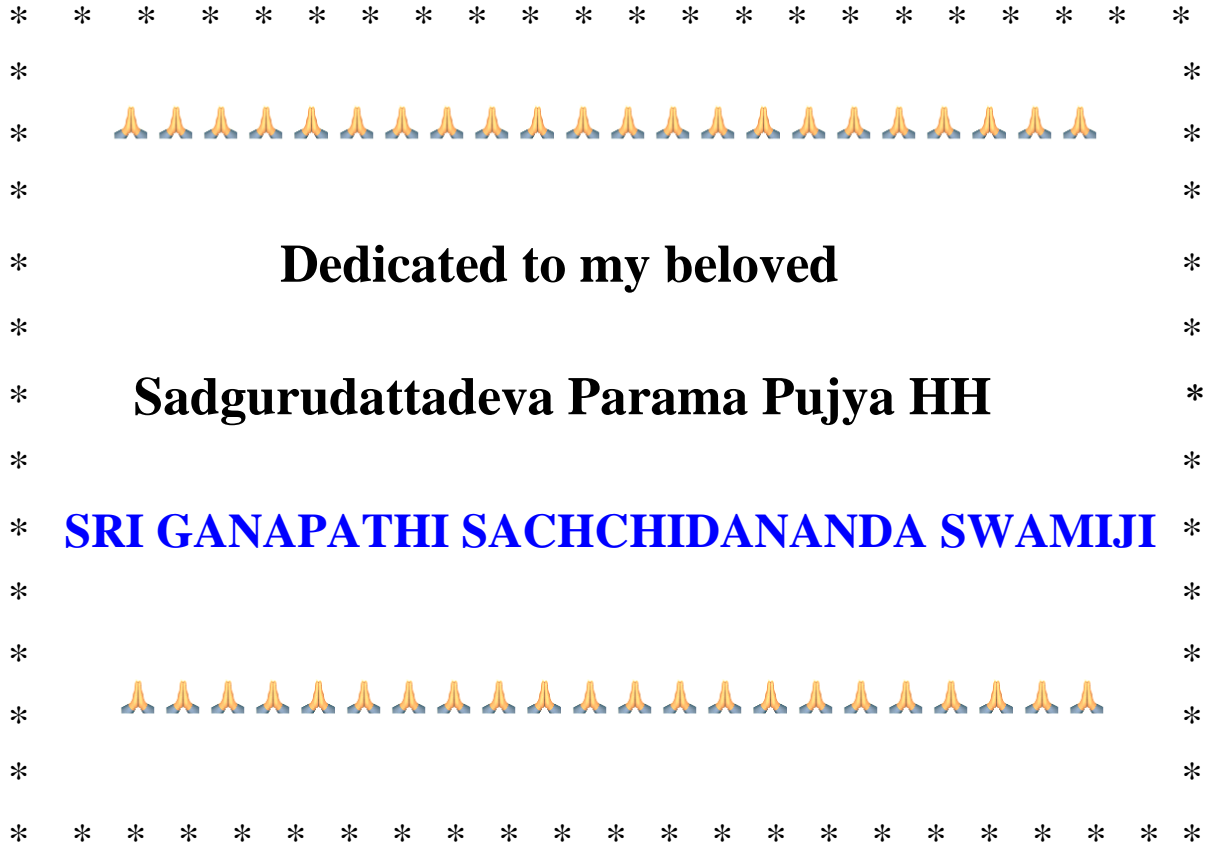 * * * * * * * * * * * * * * * * * * * * * *
* *
* 🙏 🙏 🙏 🙏 🙏 🙏 🙏 🙏 🙏 🙏 🙏 🙏 🙏 🙏 🙏 🙏 🙏 🙏 🙏 🙏 🙏 🙏 *
* *
* Dedicated to my beloved *
* *
* Sadgurudattadeva Parama Pujya HH *
* *
* SRI GANAPATHI SACHCHIDANANDA SWAMIJI *
* *
* *
* 🙏 🙏 🙏 🙏 🙏 🙏 🙏 🙏 🙏 🙏 🙏 🙏 🙏 🙏 🙏 🙏 🙏 🙏 🙏 🙏 🙏 🙏 *
* *
* * * * * * * * * * * * * * * * * * * * * * *